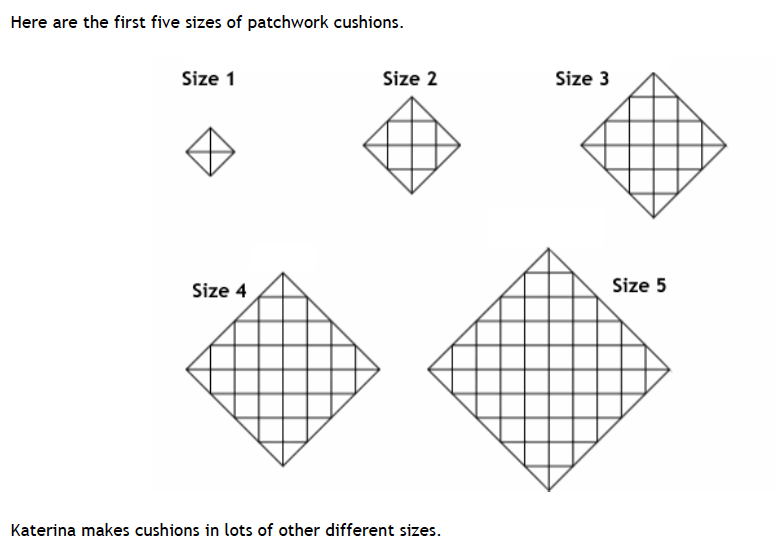 Here are the first five sizes of patchwork cushions.
Size 1
Size 2
Size 3
Size 4
Size 5
Katerina makes cushions in lots of other different sizes.